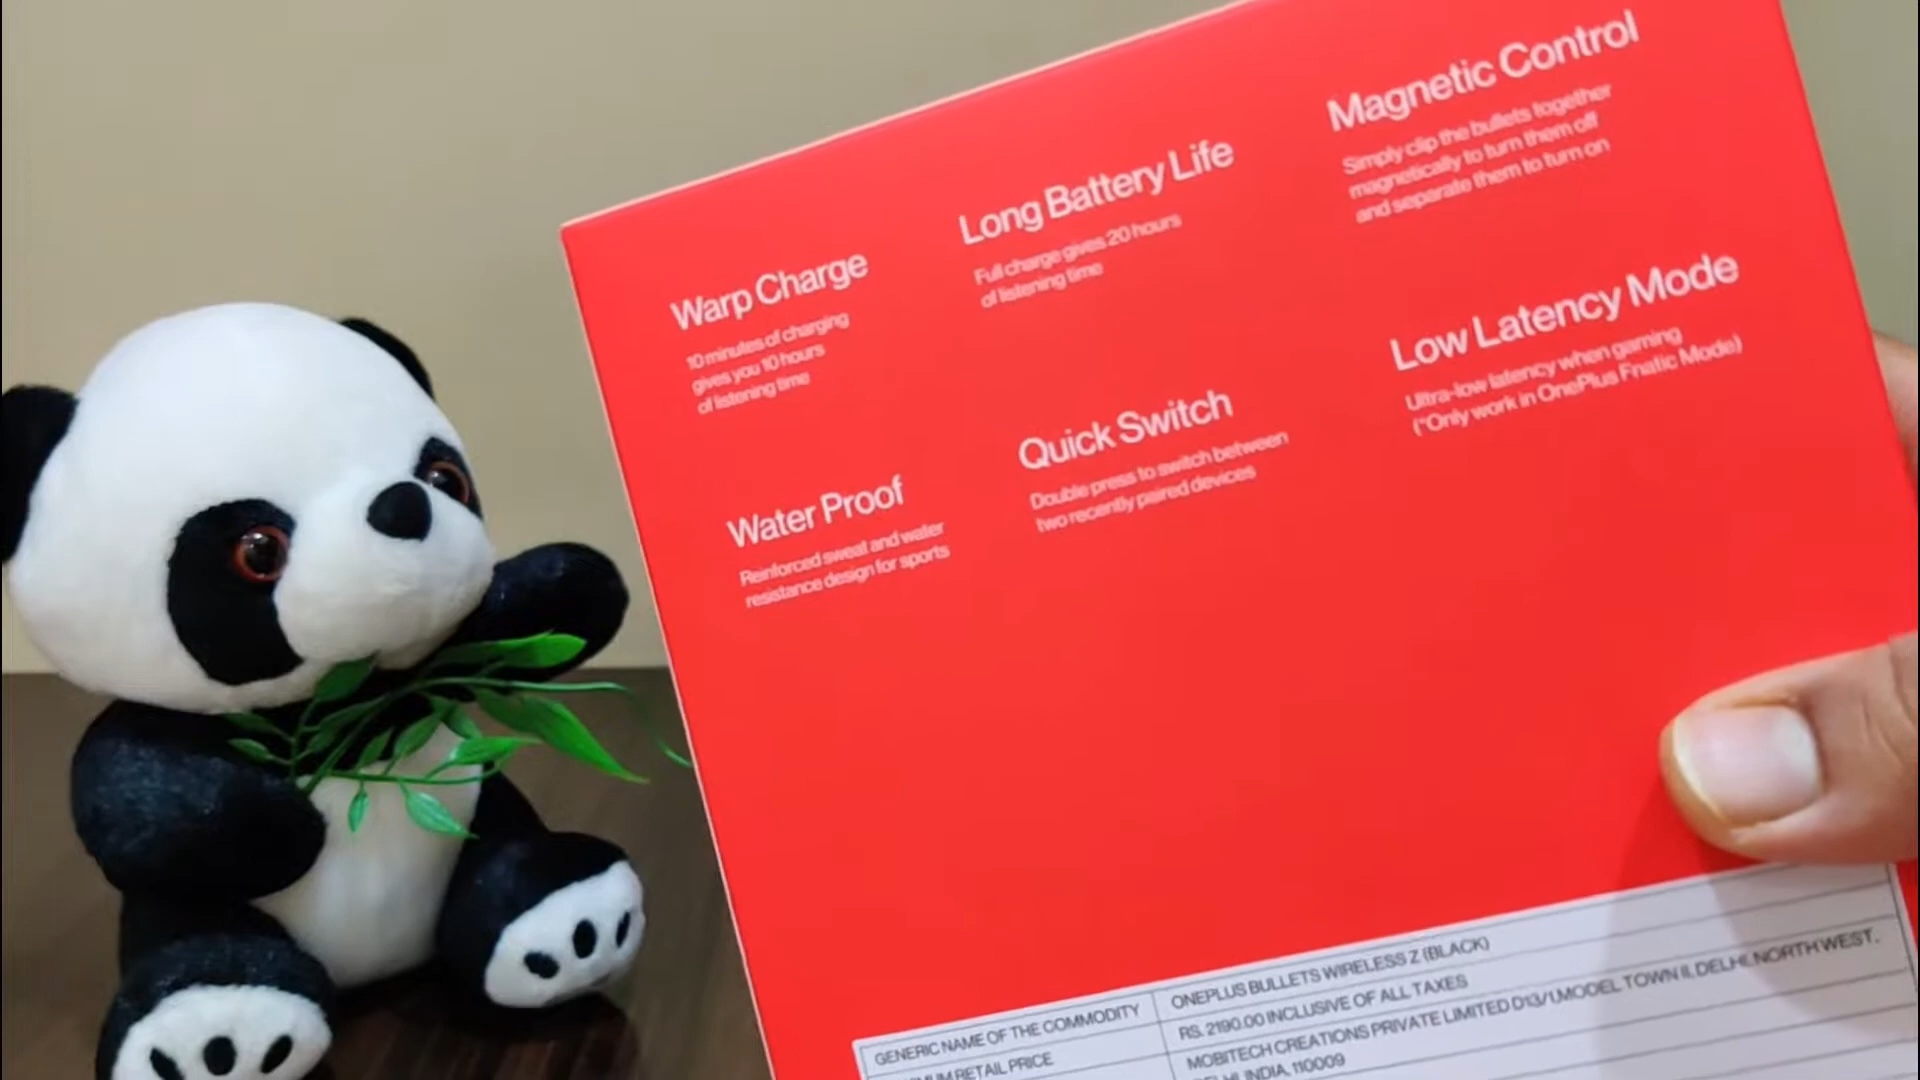 Warp Charge
10 minutes of charging
gives you 10 hours
of listening time
Long Battery Life
Full charge gives 20 hours
of listening time
Magnetic Control
Simply clip the bullets together
magnetically to turn them off
and separate them to turn on
Water Proof
Reinforced sweat and water
resistance design for sports
Quick Switch
Double press to switch between
two recently paired devices
Low Latency Mode
Ultra-low latency when gaming
(*Only work in OnePlus Fnatic Mode)
GENERIC NAME OF THE COMMODITY ONEPLUS BULLETS WIRELESS Z (BLACK)
RETAIL PRICE RS. 2190.00 INCLUSIVE OF ALL TAXES
MOBITECH CREATIONS PRIVATE LIMITED D13/1,MODEL TOWN II,DELHI,NORTH WEST,
INDIA, 110009